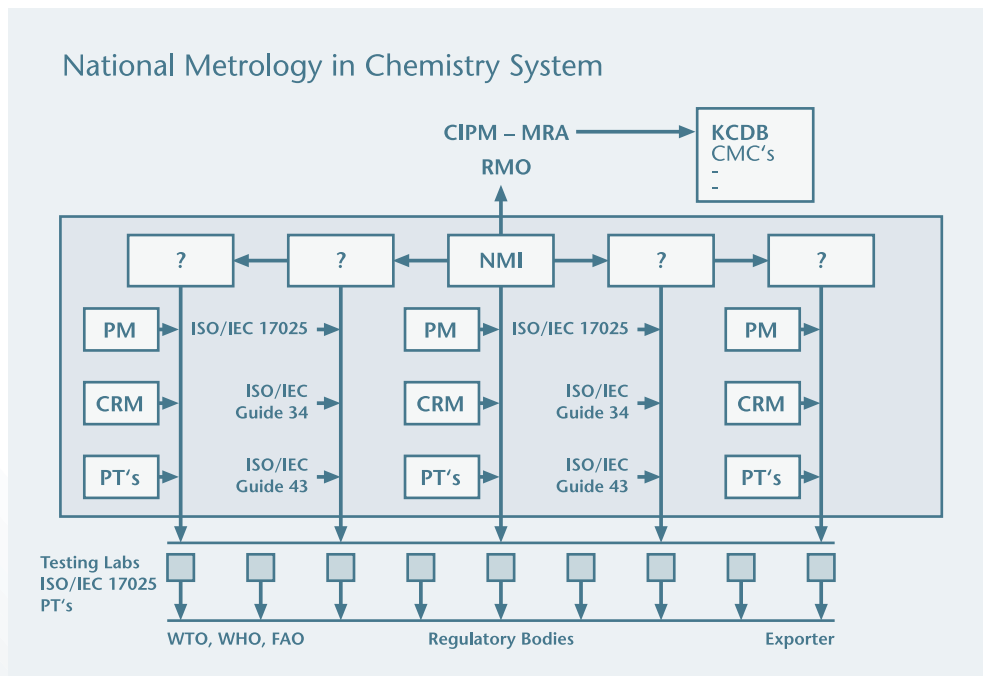 National Metrology in Chemistry System
CIPM – MRA
KCDB
CMC‘s
-
-
RMO
?
?
NMI
?
?
PM
ISO/IEC 17025
PM
ISO/IEC 17025
PM
CRM
ISO/IEC
Guide 34
CRM
ISO/IEC
Guide 34
CRM
PT‘s
ISO/IEC
Guide 43
PT‘s
ISO/IEC
Guide 43
PT‘s
Testing Labs
ISO/IEC 17025
PT‘s
WTO, WHO, FAO
Regulatory Bodies
Exporter